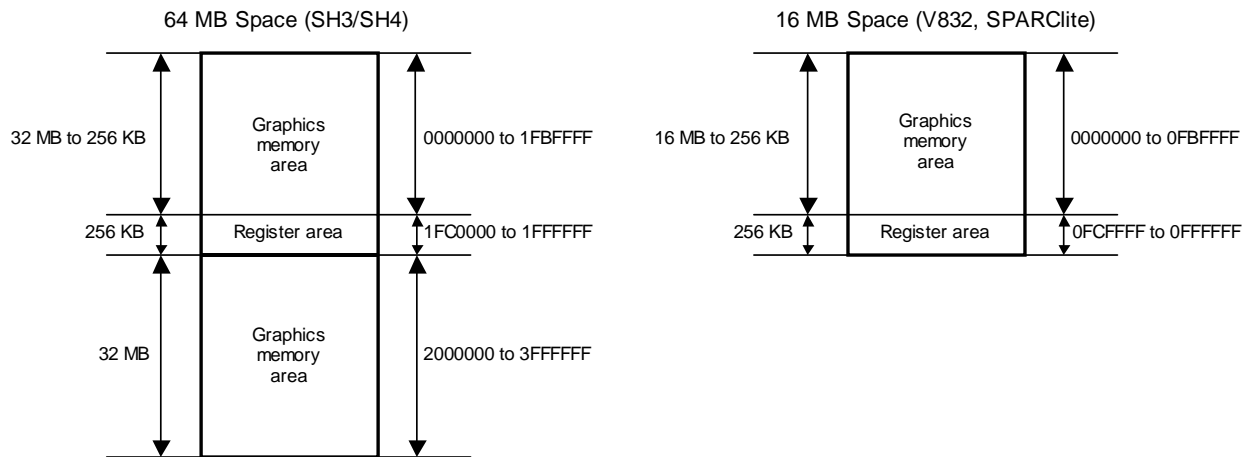 64 MB Space (SH3/SH4)
32 MB to 256 KB
Graphics
memory
area
0000000 to 1FBFFFF
256 KB
Register area
1FC0000 to 1FFFFFF
32 MB
Graphics
memory
area
2000000 to 3FFFFFF
16 MB Space (V832, SPARClite)
16 MB to 256 KB
Graphics
memory
area
0000000 to 0FBFFFF
256 KB
Register area
0FCFFFF to 0FFFFFF